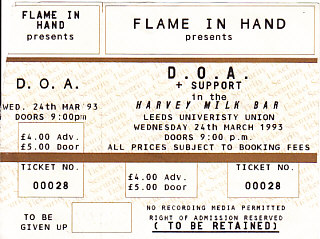 FLAME IN
HAND
presents
D. O. A.
WED. 24th MAR '93
DOORS 9:00pm
£4.00 Adv.
£5.00 Door
TICKET NO.
00028
TO BE
GIVEN UP
FLAME IN HAND
presents
D.O.A.
+ SUPPORT
in the
HARVEY MILK BAR
LEEDS UNIVERISTY UNION
WEDNESDAY 24th MARCH 1993
DOORS 9:00 p.m.
ALL PRICES SUBJECT TO BOOKING FEES
£4.00 Adv.
£5.00 Door
TICKET NO.
00028
NO RECORDING MEDIA PERMITTED
RIGHT OF ADMISSION RESERVED
( TO BE RETAINED)